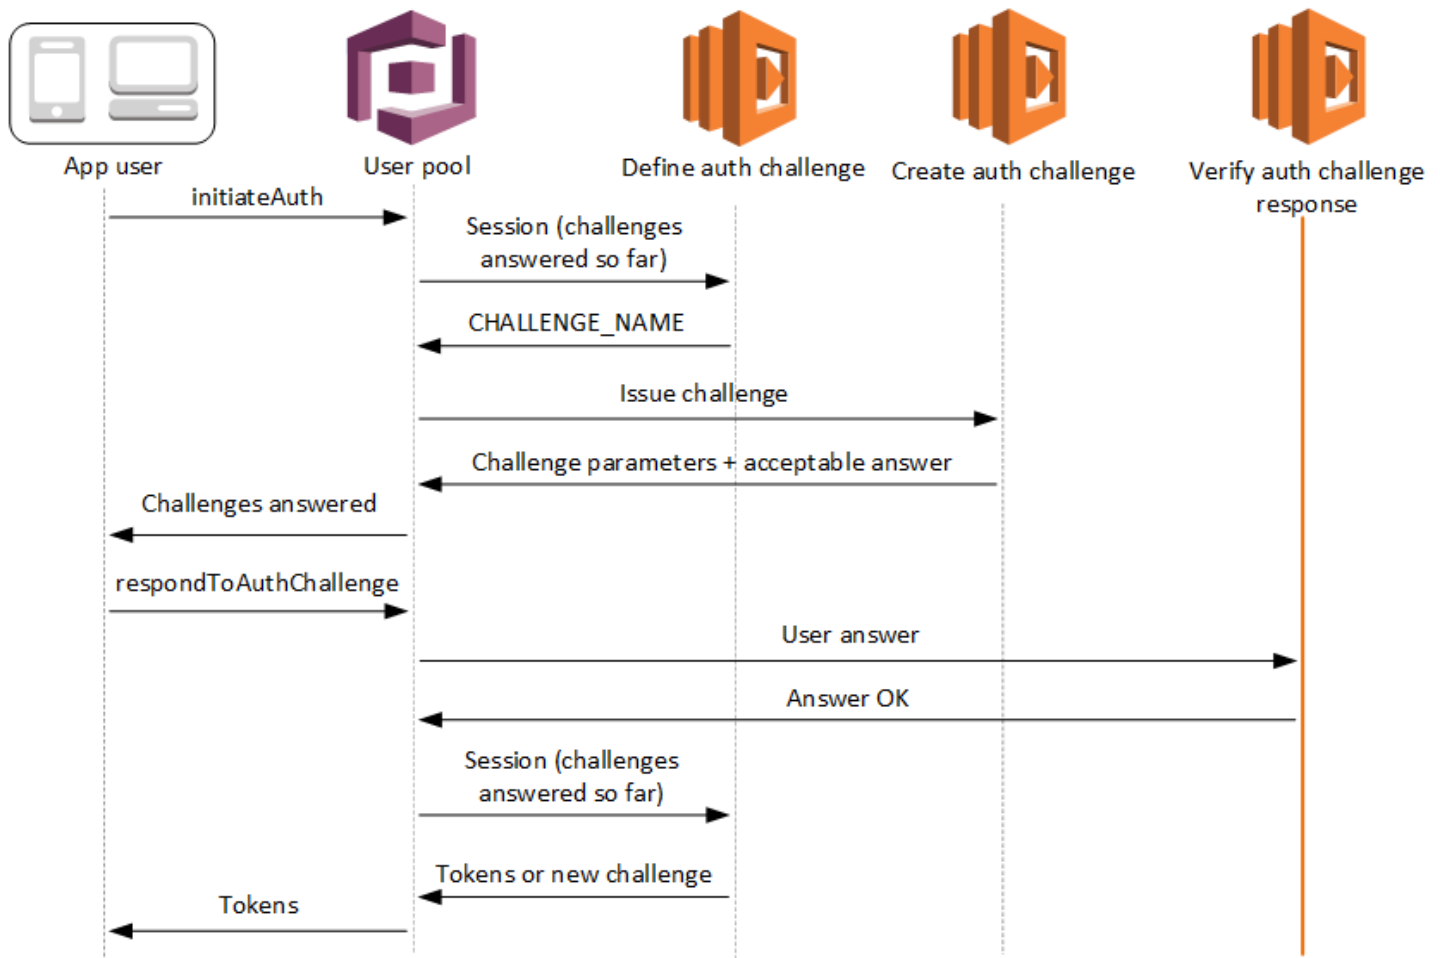 App user
User pool
Define auth challenge
Create auth challenge
Verify auth challenge
response
initiateAuth
Session (challenges
answered so far)
CHALLENGE_NAME
Issue challenge
Challenge parameters + acceptable answer
Challenges answered
respondToAuthChallenge
User answer
Answer OK
Session (challenges
answered so far)
Tokens or new challenge
Tokens